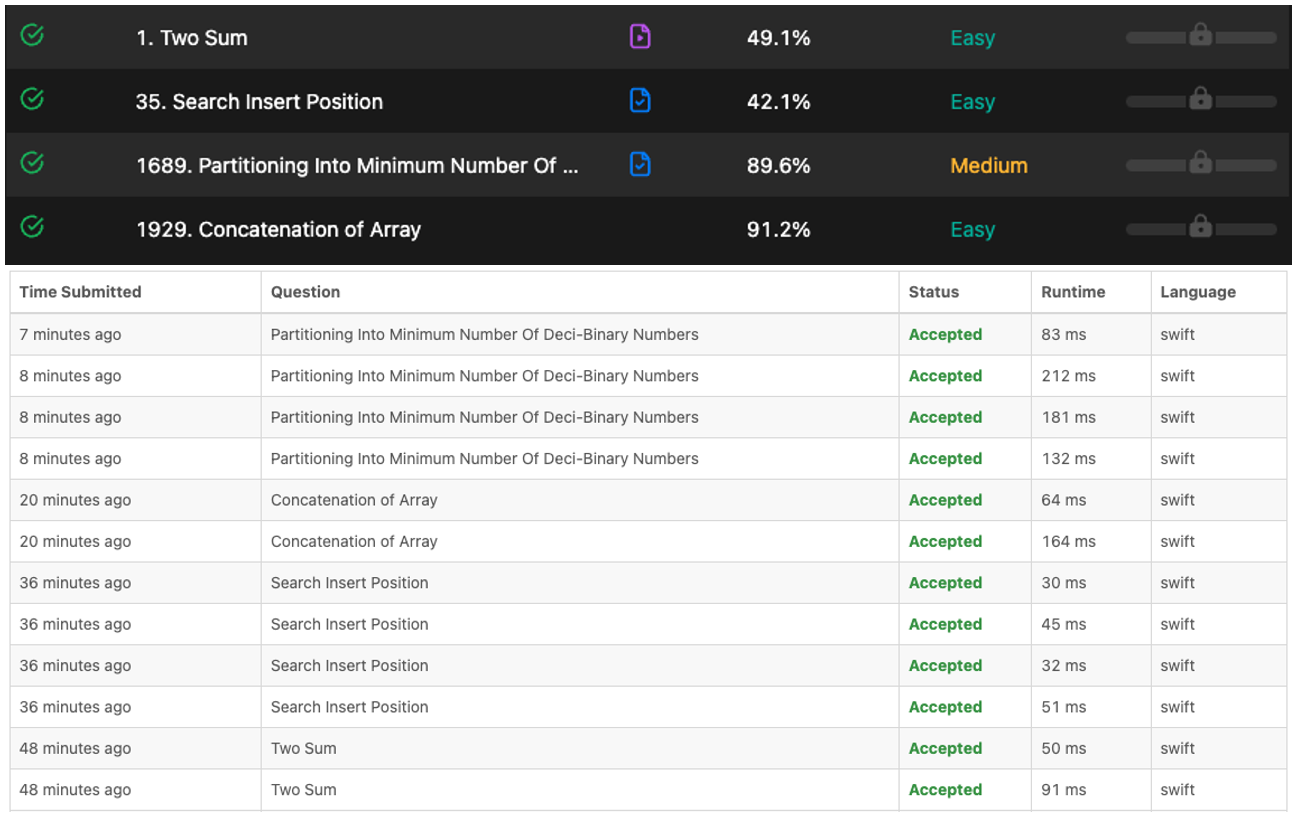 1. Two Sum 49.1% Easy
35. Search Insert Position 42.1% Easy
1689. Partitioning Into Minimum Number Of ... 89.6% Medium
1929. Concatenation of Array 91.2% Easy
Time Submitted Question Status Runtime Language
7 minutes ago Partitioning Into Minimum Number Of Deci-Binary Numbers Accepted 83 ms swift
8 minutes ago Partitioning Into Minimum Number Of Deci-Binary Numbers Accepted 212 ms swift
8 minutes ago Partitioning Into Minimum Number Of Deci-Binary Numbers Accepted 181 ms swift
8 minutes ago Partitioning Into Minimum Number Of Deci-Binary Numbers Accepted 132 ms swift
20 minutes ago Concatenation of Array Accepted 64 ms swift
20 minutes ago Concatenation of Array Accepted 164 ms swift
36 minutes ago Search Insert Position Accepted 30 ms swift
36 minutes ago Search Insert Position Accepted 45 ms swift
36 minutes ago Search Insert Position Accepted 32 ms swift
36 minutes ago Search Insert Position Accepted 51 ms swift
48 minutes ago Two Sum Accepted 50 ms swift
48 minutes ago Two Sum Accepted 91 ms swift